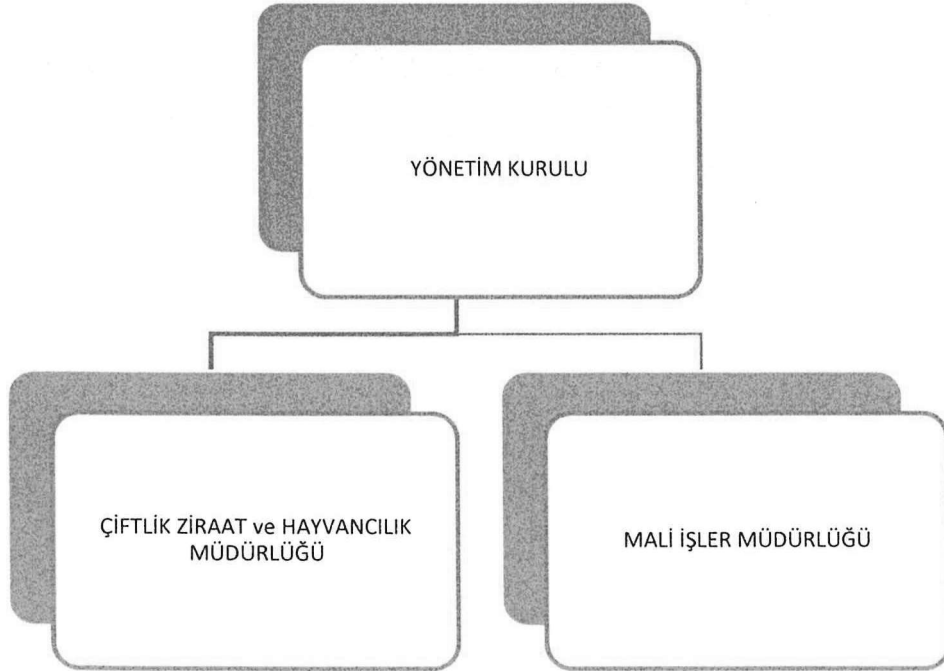 YÖNETİM KURULU
ÇİFTLİK ZİRAAT ve HAYVANCILIK
MÜDÜRLÜĞÜ
MALİ İŞLER MÜDÜRLÜĞÜ